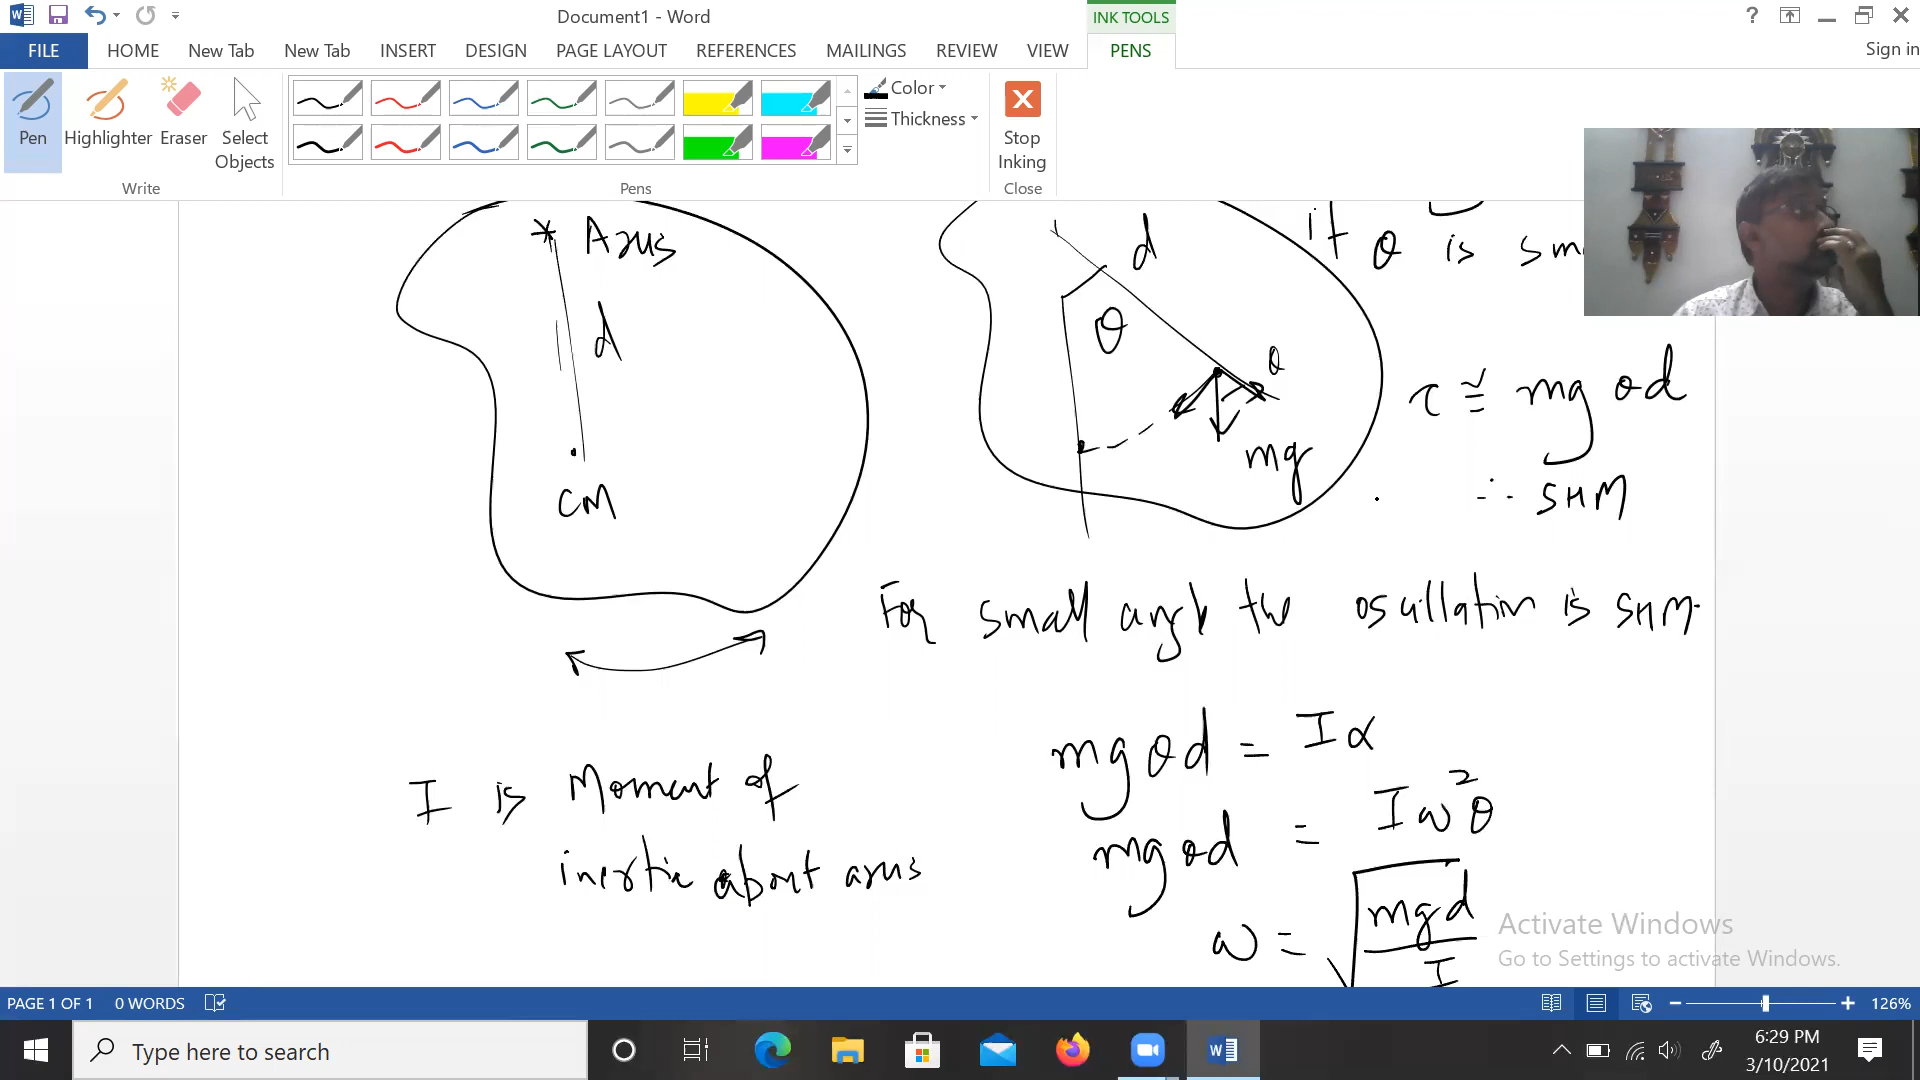 Document1 - Word
INK TOOLS
FILE HOME New Tab New Tab INSERT DESIGN PAGE LAYOUT REFERENCES MAILINGS REVIEW VIEW PENS
Sign in
Pen Highlighter Eraser Select Objects
Color
Thickness
Stop Inking
Write Pens Close
Axis
d
CM
d
θ
θ
mg
if θ is sm
τ ≅ mg θd
∴ SHM
For small angle the oscillation is SHM.
I is Moment of
inertia about axis
mg θd = Iα
mg θd = Iω²θ
ω = √mgd/I
Activate Windows
Go to Settings to activate Windows.
PAGE 1 OF 1 0 WORDS 126%
Type here to search
6:29 PM
3/10/2021